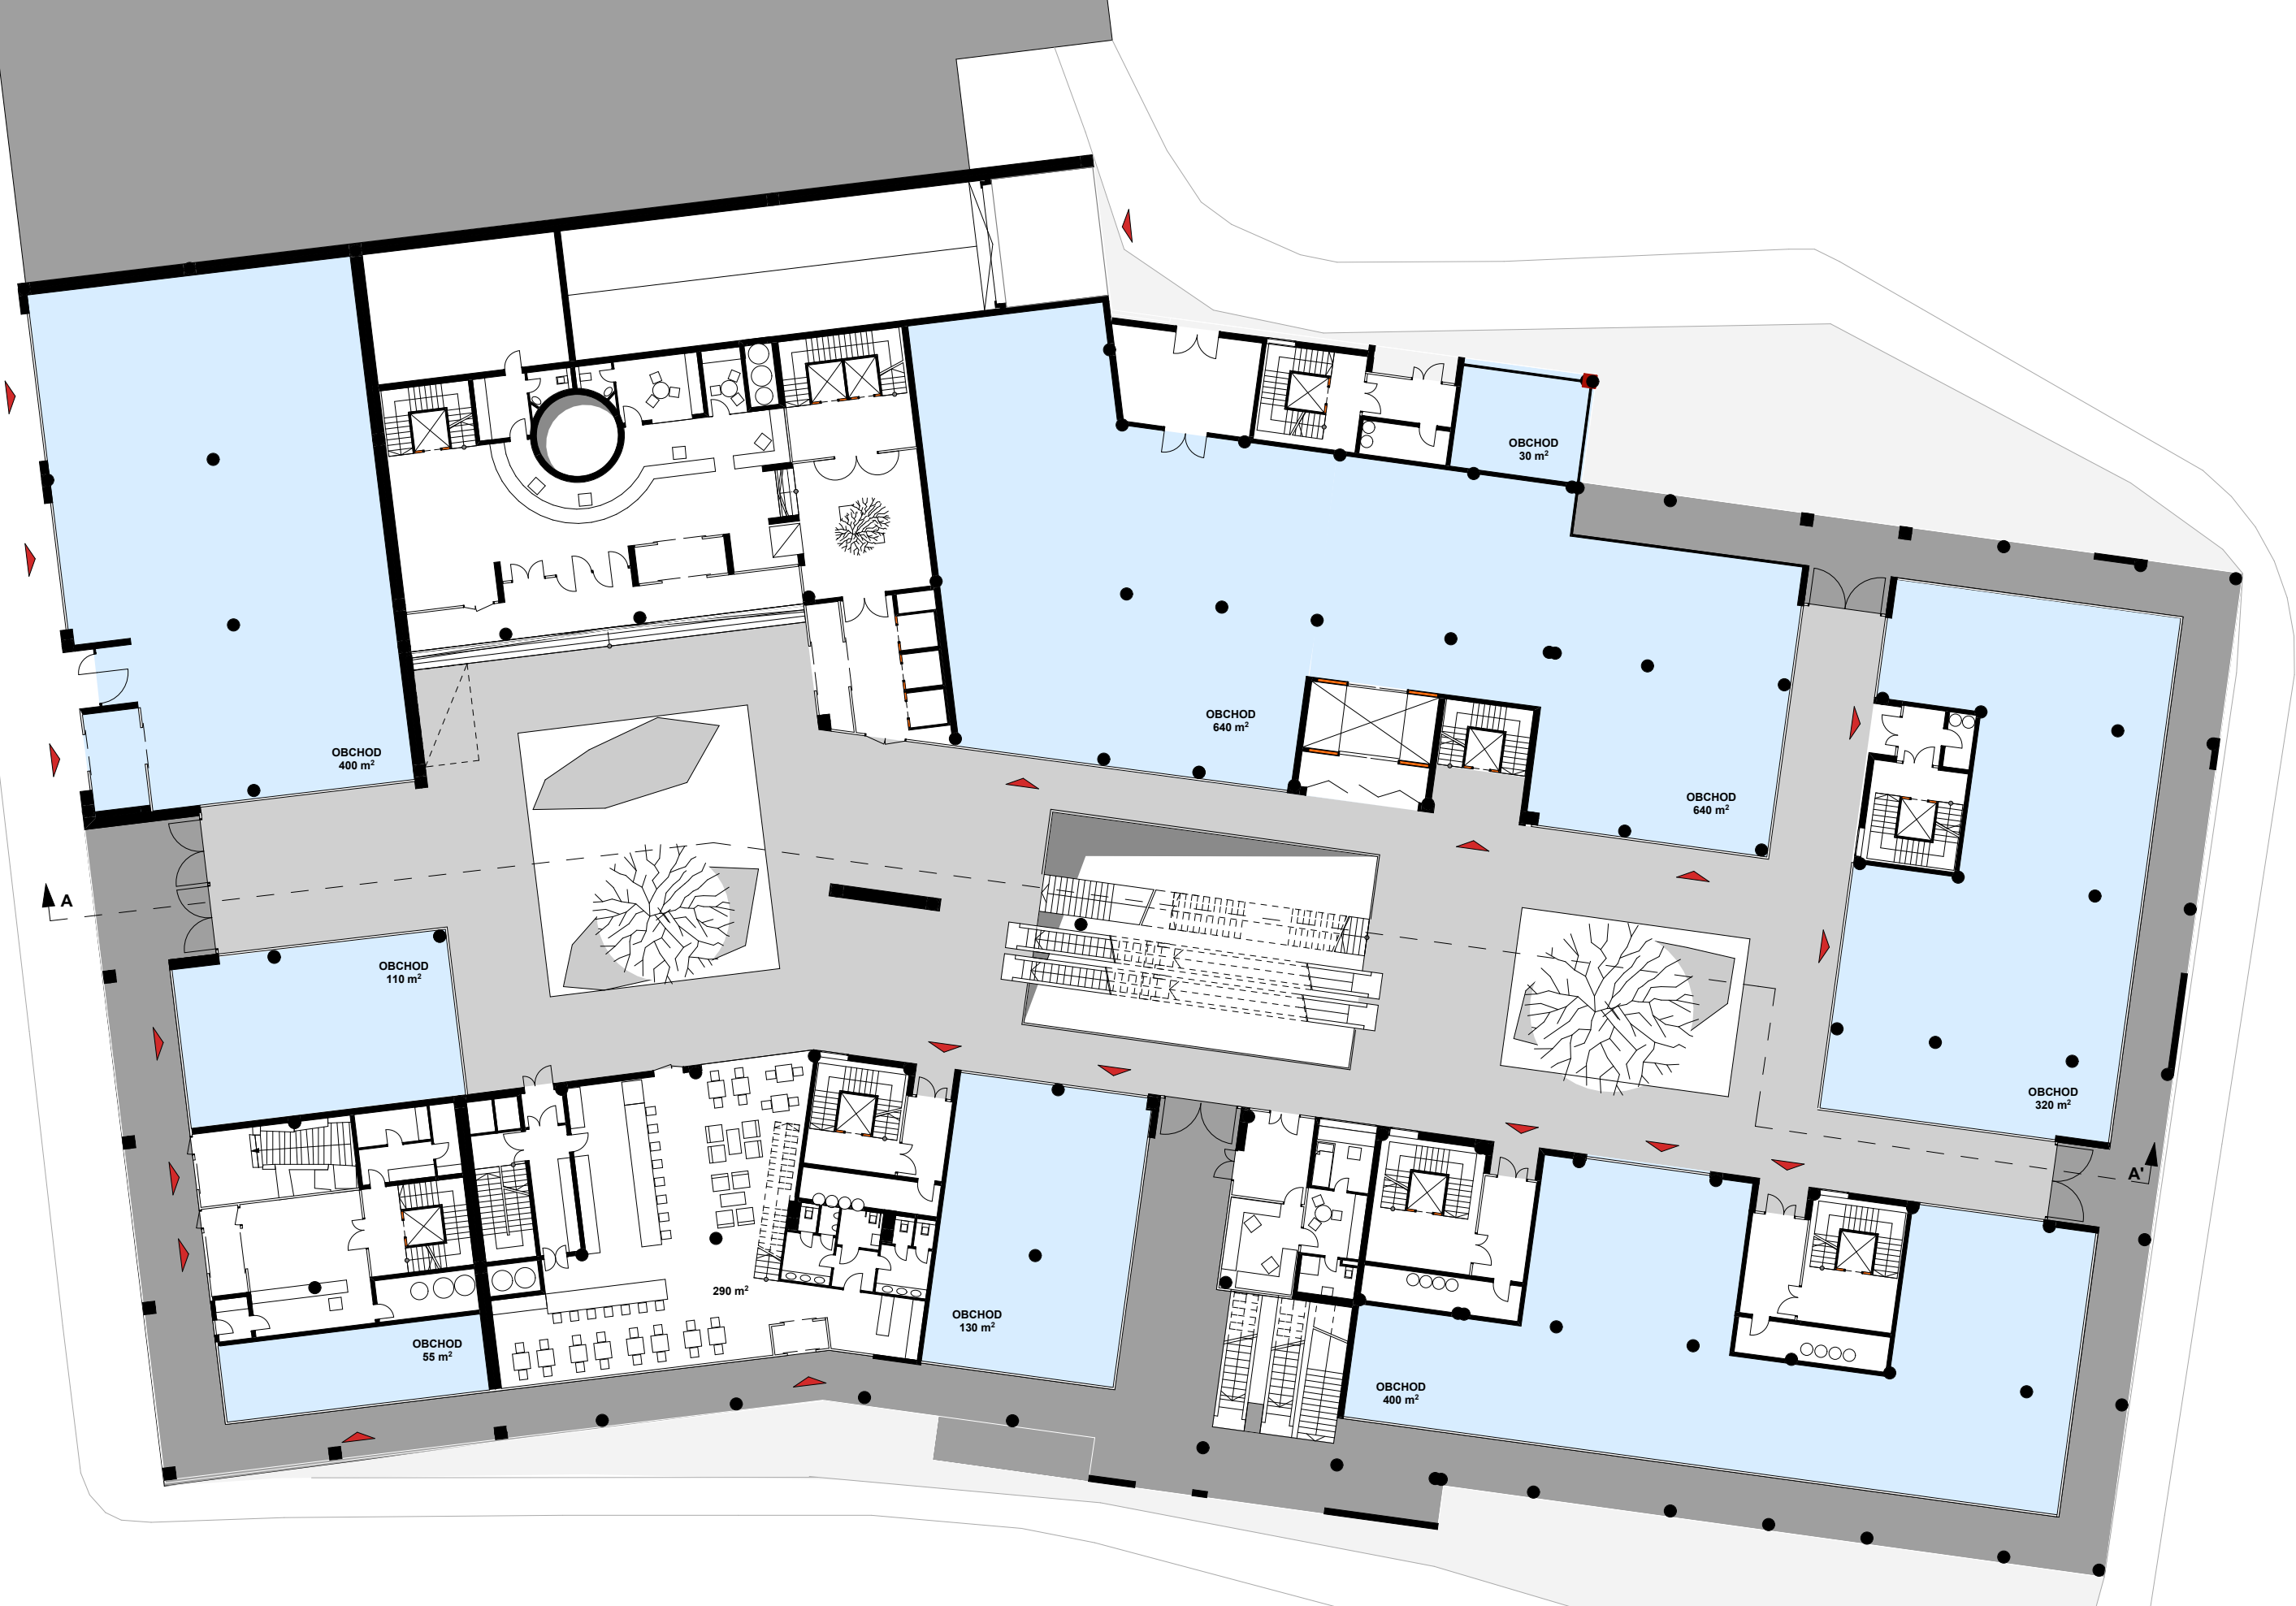 OBCHOD
30 m²
OBCHOD
640 m²
OBCHOD
400 m²
OBCHOD
640 m²
A
OBCHOD
110 m²
OBCHOD
320 m²
A'
290 m²
OBCHOD
130 m²
OBCHOD
55 m²
OBCHOD
400 m²